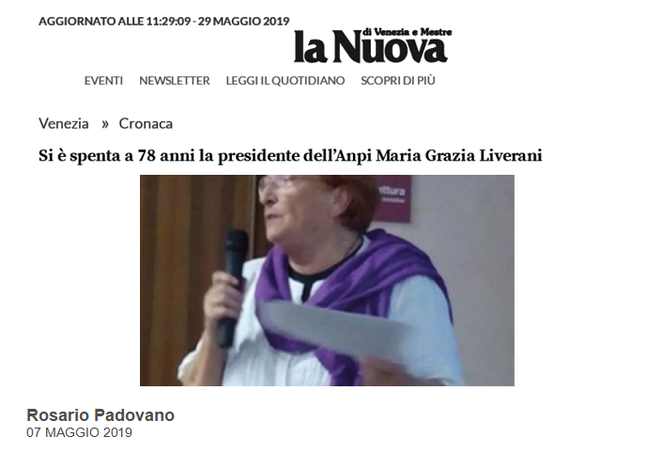 AGGIORNATO ALLE 11:29:09 - 29 MAGGIO 2019
la Nuova
di Venezia e Mestre
EVENTI NEWSLETTER LEGGI IL QUOTIDIANO SCOPRI DI PIÙ
Venezia » Cronaca
Si è spenta a 78 anni la presidente dell'Anpi Maria Grazia Liverani
Rosario Padovano
07 MAGGIO 2019